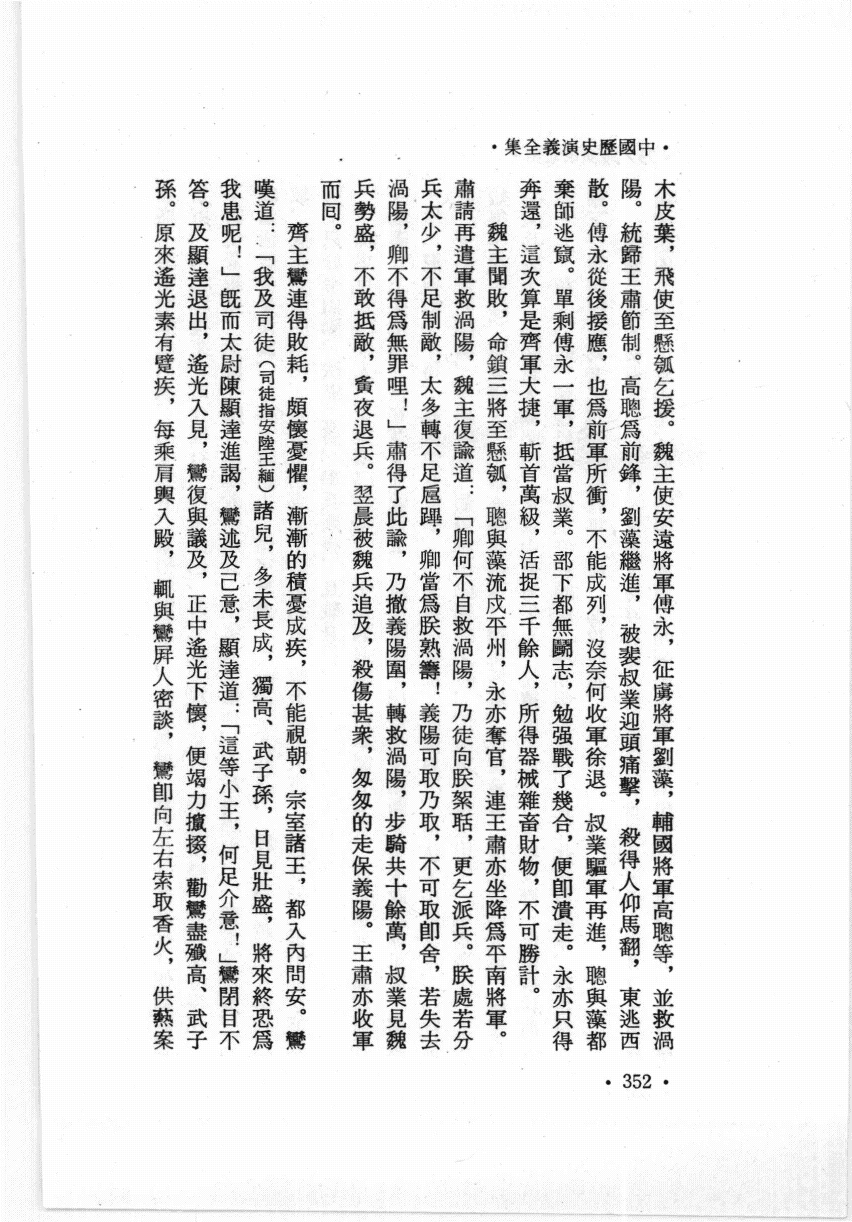 •中國歷史演義全集•
木皮葉，飛使至懸瓠乞援。魏主使安遠將軍傅永，征虜將軍劉藻，輔國將軍高聰等，並救渦
陽。統歸王肅節制。高聰爲前鋒，劉藻繼進，被裴叔業迎頭痛擊，殺得人仰馬翻，東逃西
散。傅永從後接應，也爲前軍所衝，不能成列，沒奈何收軍徐退。叔業驅軍再進，聰與藻都
棄師逃竄。單剩傅永一軍，抵當叔業。部下都無鬭志，勉强戰了幾合，便卽潰走。永亦只得
奔還，這次算是齊軍大捷，斬首萬級，活捉三千餘人，所得器械雜畜財物，不可勝計。
魏主聞敗，命鎖三將至懸瓠，聰與藻流戍平州，永亦奪官，連王肅亦坐降爲平南將軍。
肅請再遣軍救渦陽，魏主復諭道：「卿何不自救渦陽，乃徒向朕絮聒，更乞派兵。朕處若分
兵太少，不足制敵，太多轉不足扈蹕，卿當爲朕熟籌！義陽可取乃取，不可取卽舍，若失去
渦陽，卿不得爲無罪哩！」肅得了此諭，乃撤義陽圍，轉救渦陽，步騎共十餘萬，叔業見魏
兵勢盛，不敢抵敵，夤夜退兵。翌晨被魏兵追及，殺傷甚衆，匆匆的走保義陽。王肅亦收軍
而回。
齊主鸞連得敗耗，頗懷憂懼，漸漸的積憂成疾，不能視朝。宗室諸王，都入內問安。鸞
嘆道：「我及司徒（司徒指安陸王緬）諸兒，多未長成，獨高、武子孫，日見壯盛，將來終恐爲
我患呢！」旣而太尉陳顯達進謁，鸞述及己意，顯達道：「這等小王，何足介意！」鸞閉目不
答。及顯達退出，遙光入見，鸞復與議及，正中遙光下懷，便竭力攛掇，勸鸞盡殲高、武子
孫。原來遙光素有躄疾，每乘肩輿入殿，輒與鸞屛人密談，鸞卽向左右索取香火，供爇案
•352•